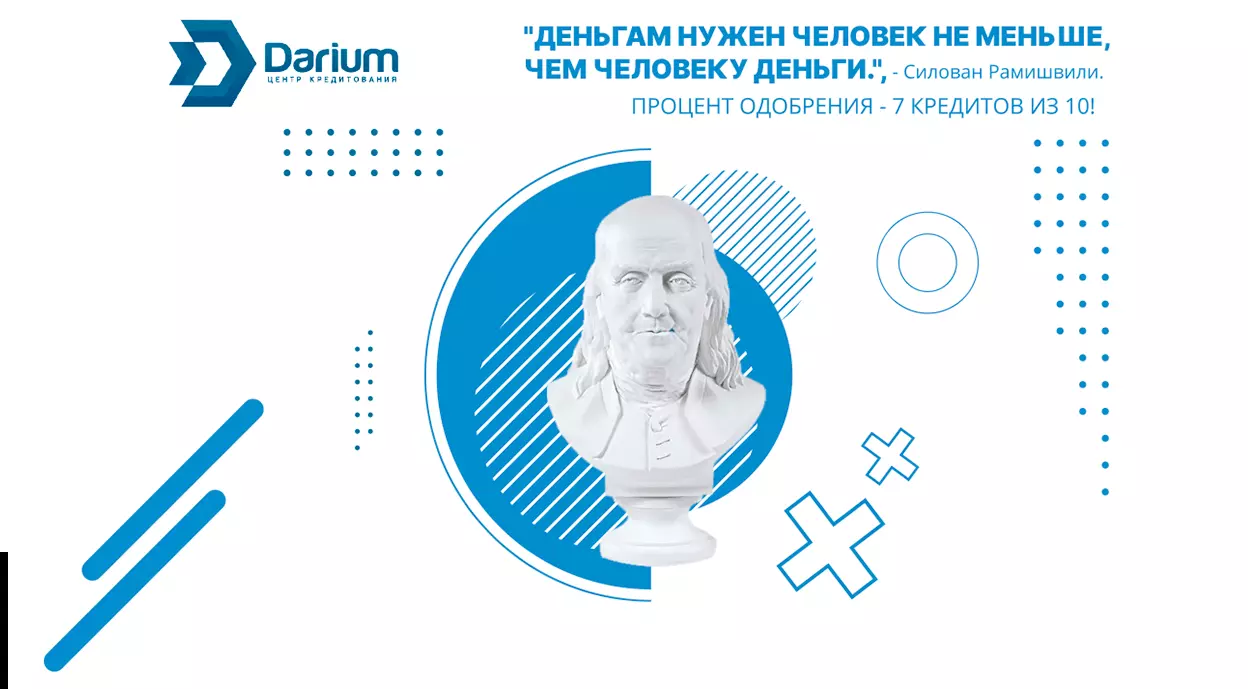 Darium
ЦЕНТР КРЕДИТОВАНИЯ
"ДЕНЬГАМ НУЖЕН ЧЕЛОВЕК НЕ МЕНЬШЕ,
ЧЕМ ЧЕЛОВЕКУ ДЕНЬГИ.", - Силован Рамишвили.
ПРОЦЕНТ ОДОБРЕНИЯ - 7 КРЕДИТОВ ИЗ 10!